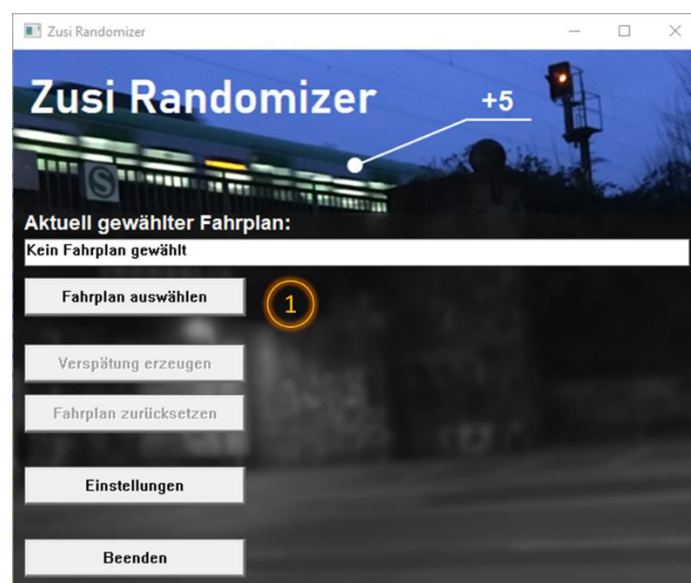 Zusi Randomizer
Zusi Randomizer
+5
S
Aktuell gewählter Fahrplan:
Kein Fahrplan gewählt
Fahrplan auswählen
1
Verspätung erzeugen
Fahrplan zurücksetzen
Einstellungen
Beenden